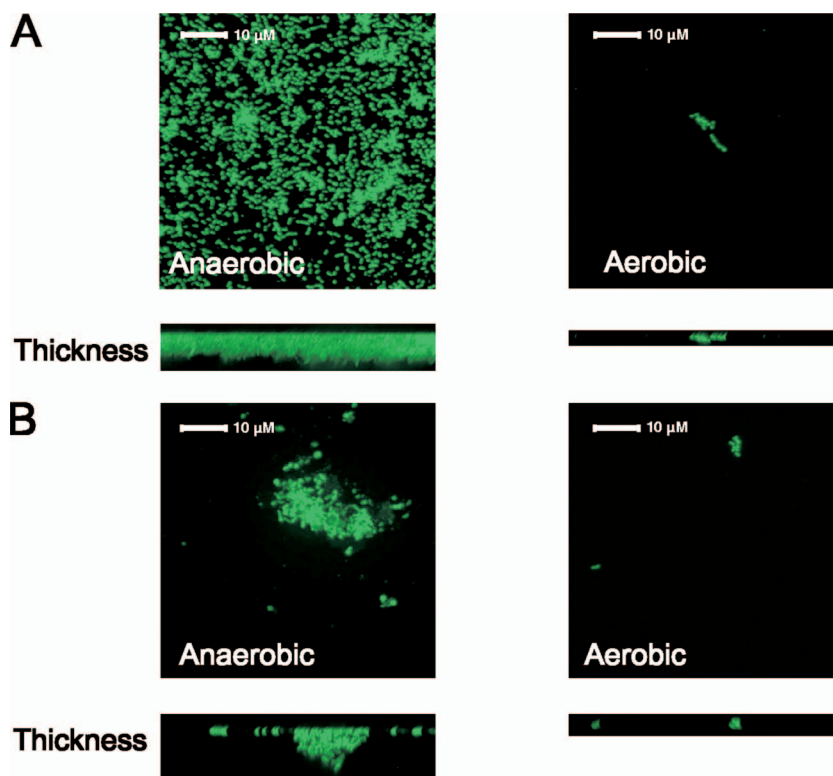 A
10 µM
10 µM
Anaerobic
Aerobic
Thickness
B
10 µM
10 µM
Anaerobic
Aerobic
Thickness